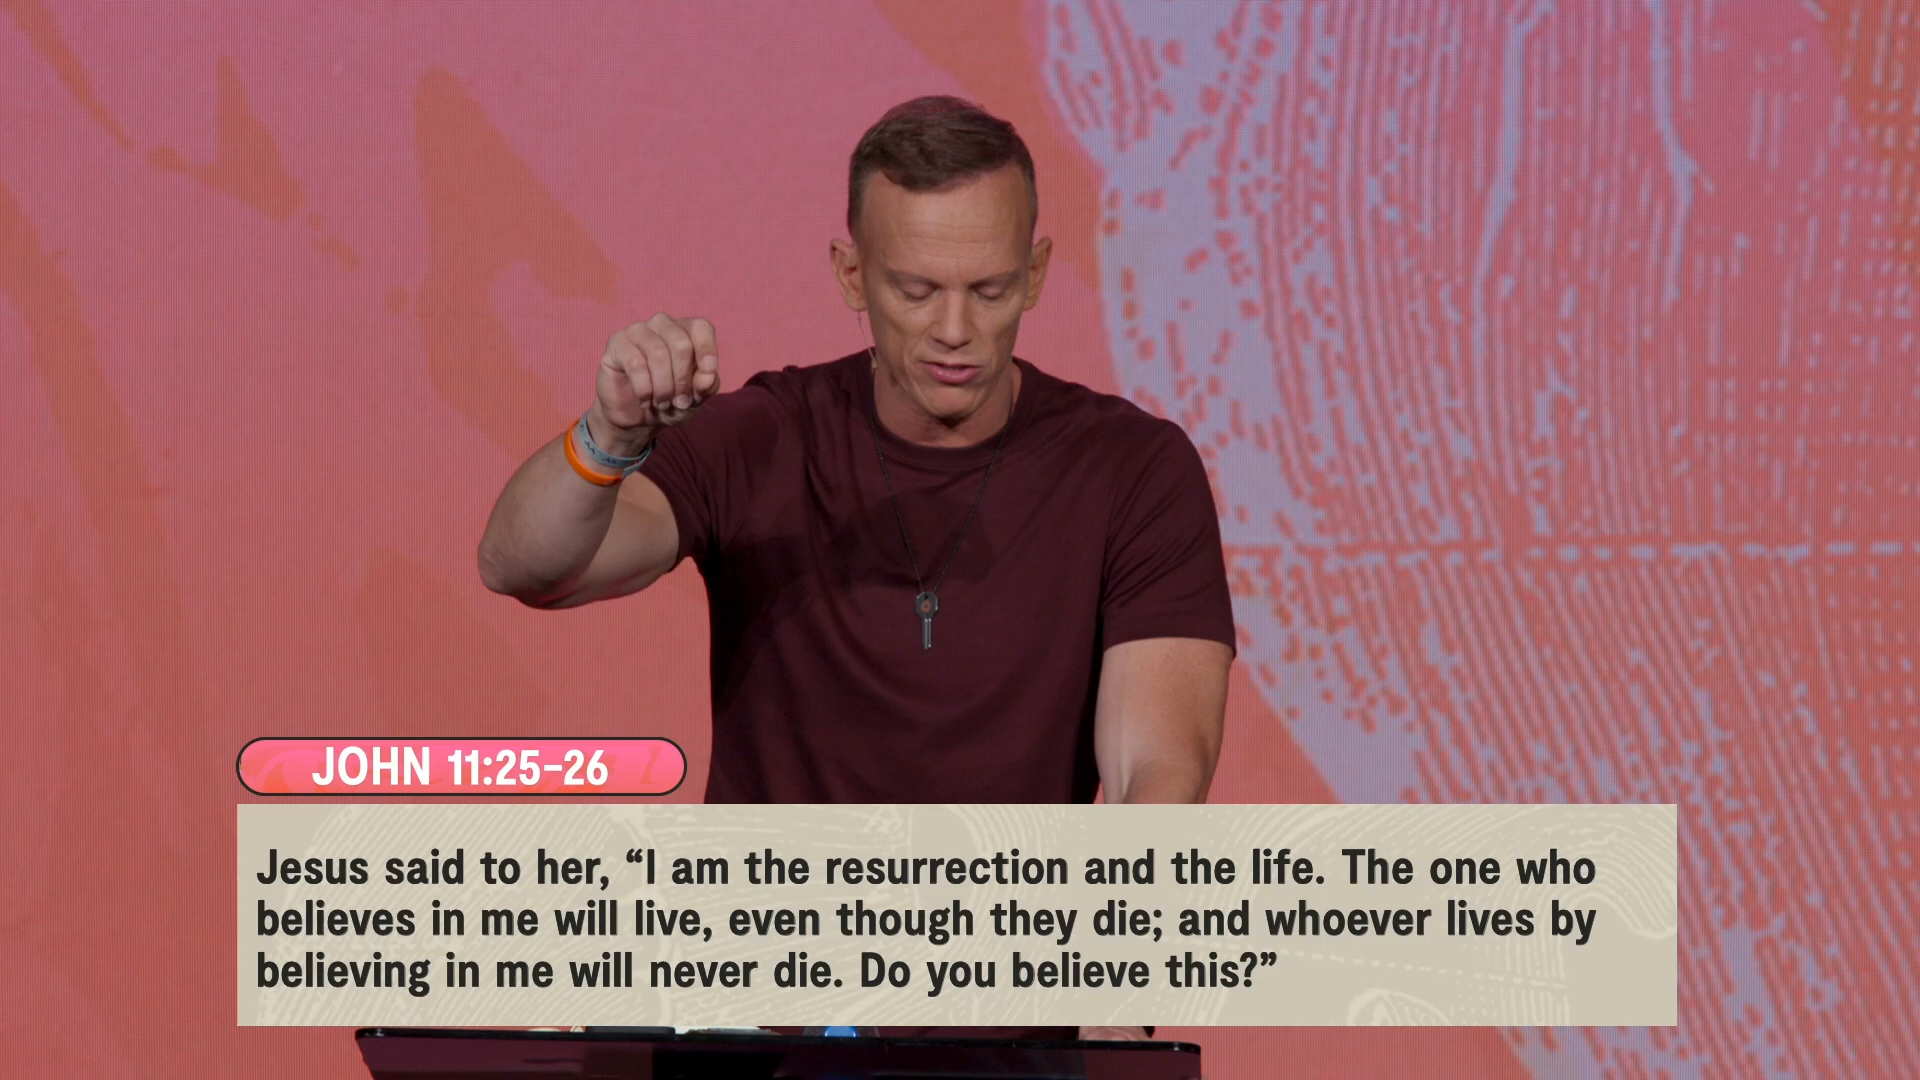 JOHN 11:25-26
Jesus said to her, “I am the resurrection and the life. The one who
believes in me will live, even though they die; and whoever lives by
believing in me will never die. Do you believe this?”